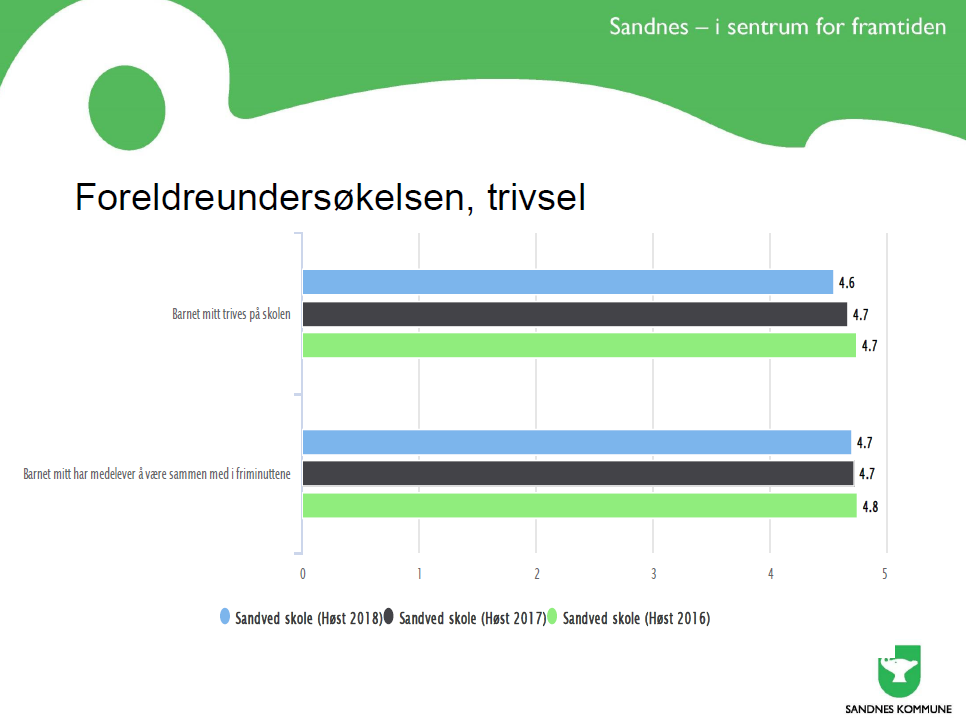 Sandnes – i sentrum for framtiden
Foreldreundersøkelsen, trivsel
Barnet mitt trives på skolen
4.6
4.7
4.7
Barnet mitt har medelever å være sammen med i friminuttene
4.7
4.7
4.8
0 1 2 3 4 5
Sandved skole (Høst 2018) Sandved skole (Høst 2017) Sandved skole (Høst 2016)
SANDNES KOMMUNE